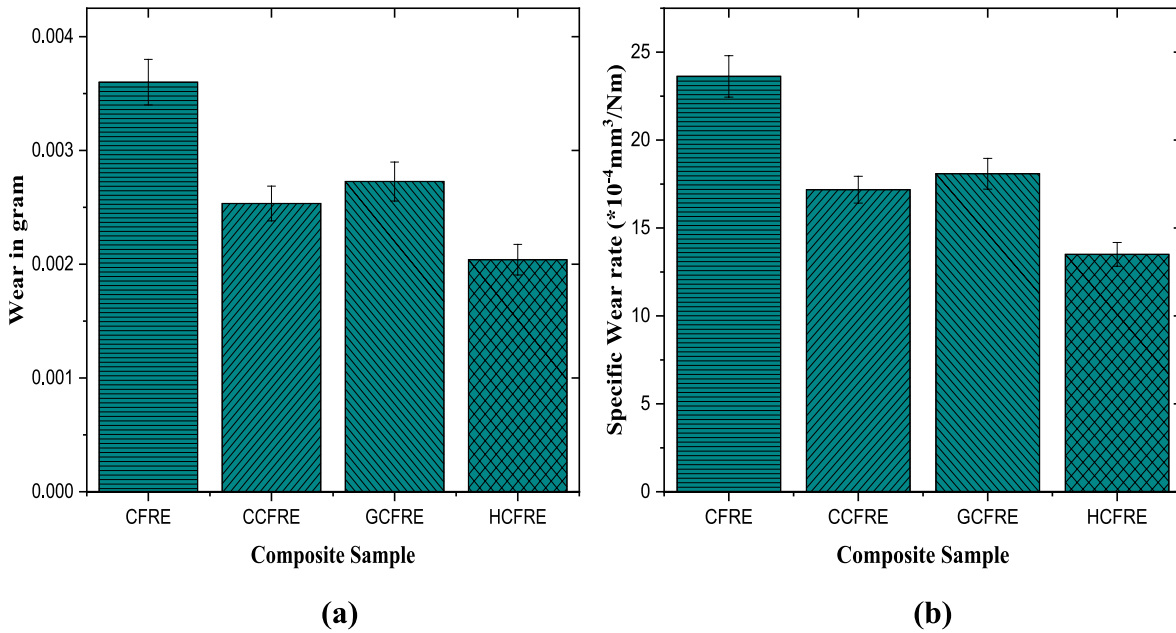 Wear in gram
0.004
0.003
0.002
0.001
0.000
CFRE
CCFRE
GCFRE
HCFRE
Composite Sample
(a)
Specific Wear rate (*10⁻⁴mm³/Nm)
25
20
15
10
5
0
CFRE
CCFRE
GCFRE
HCFRE
Composite Sample
(b)